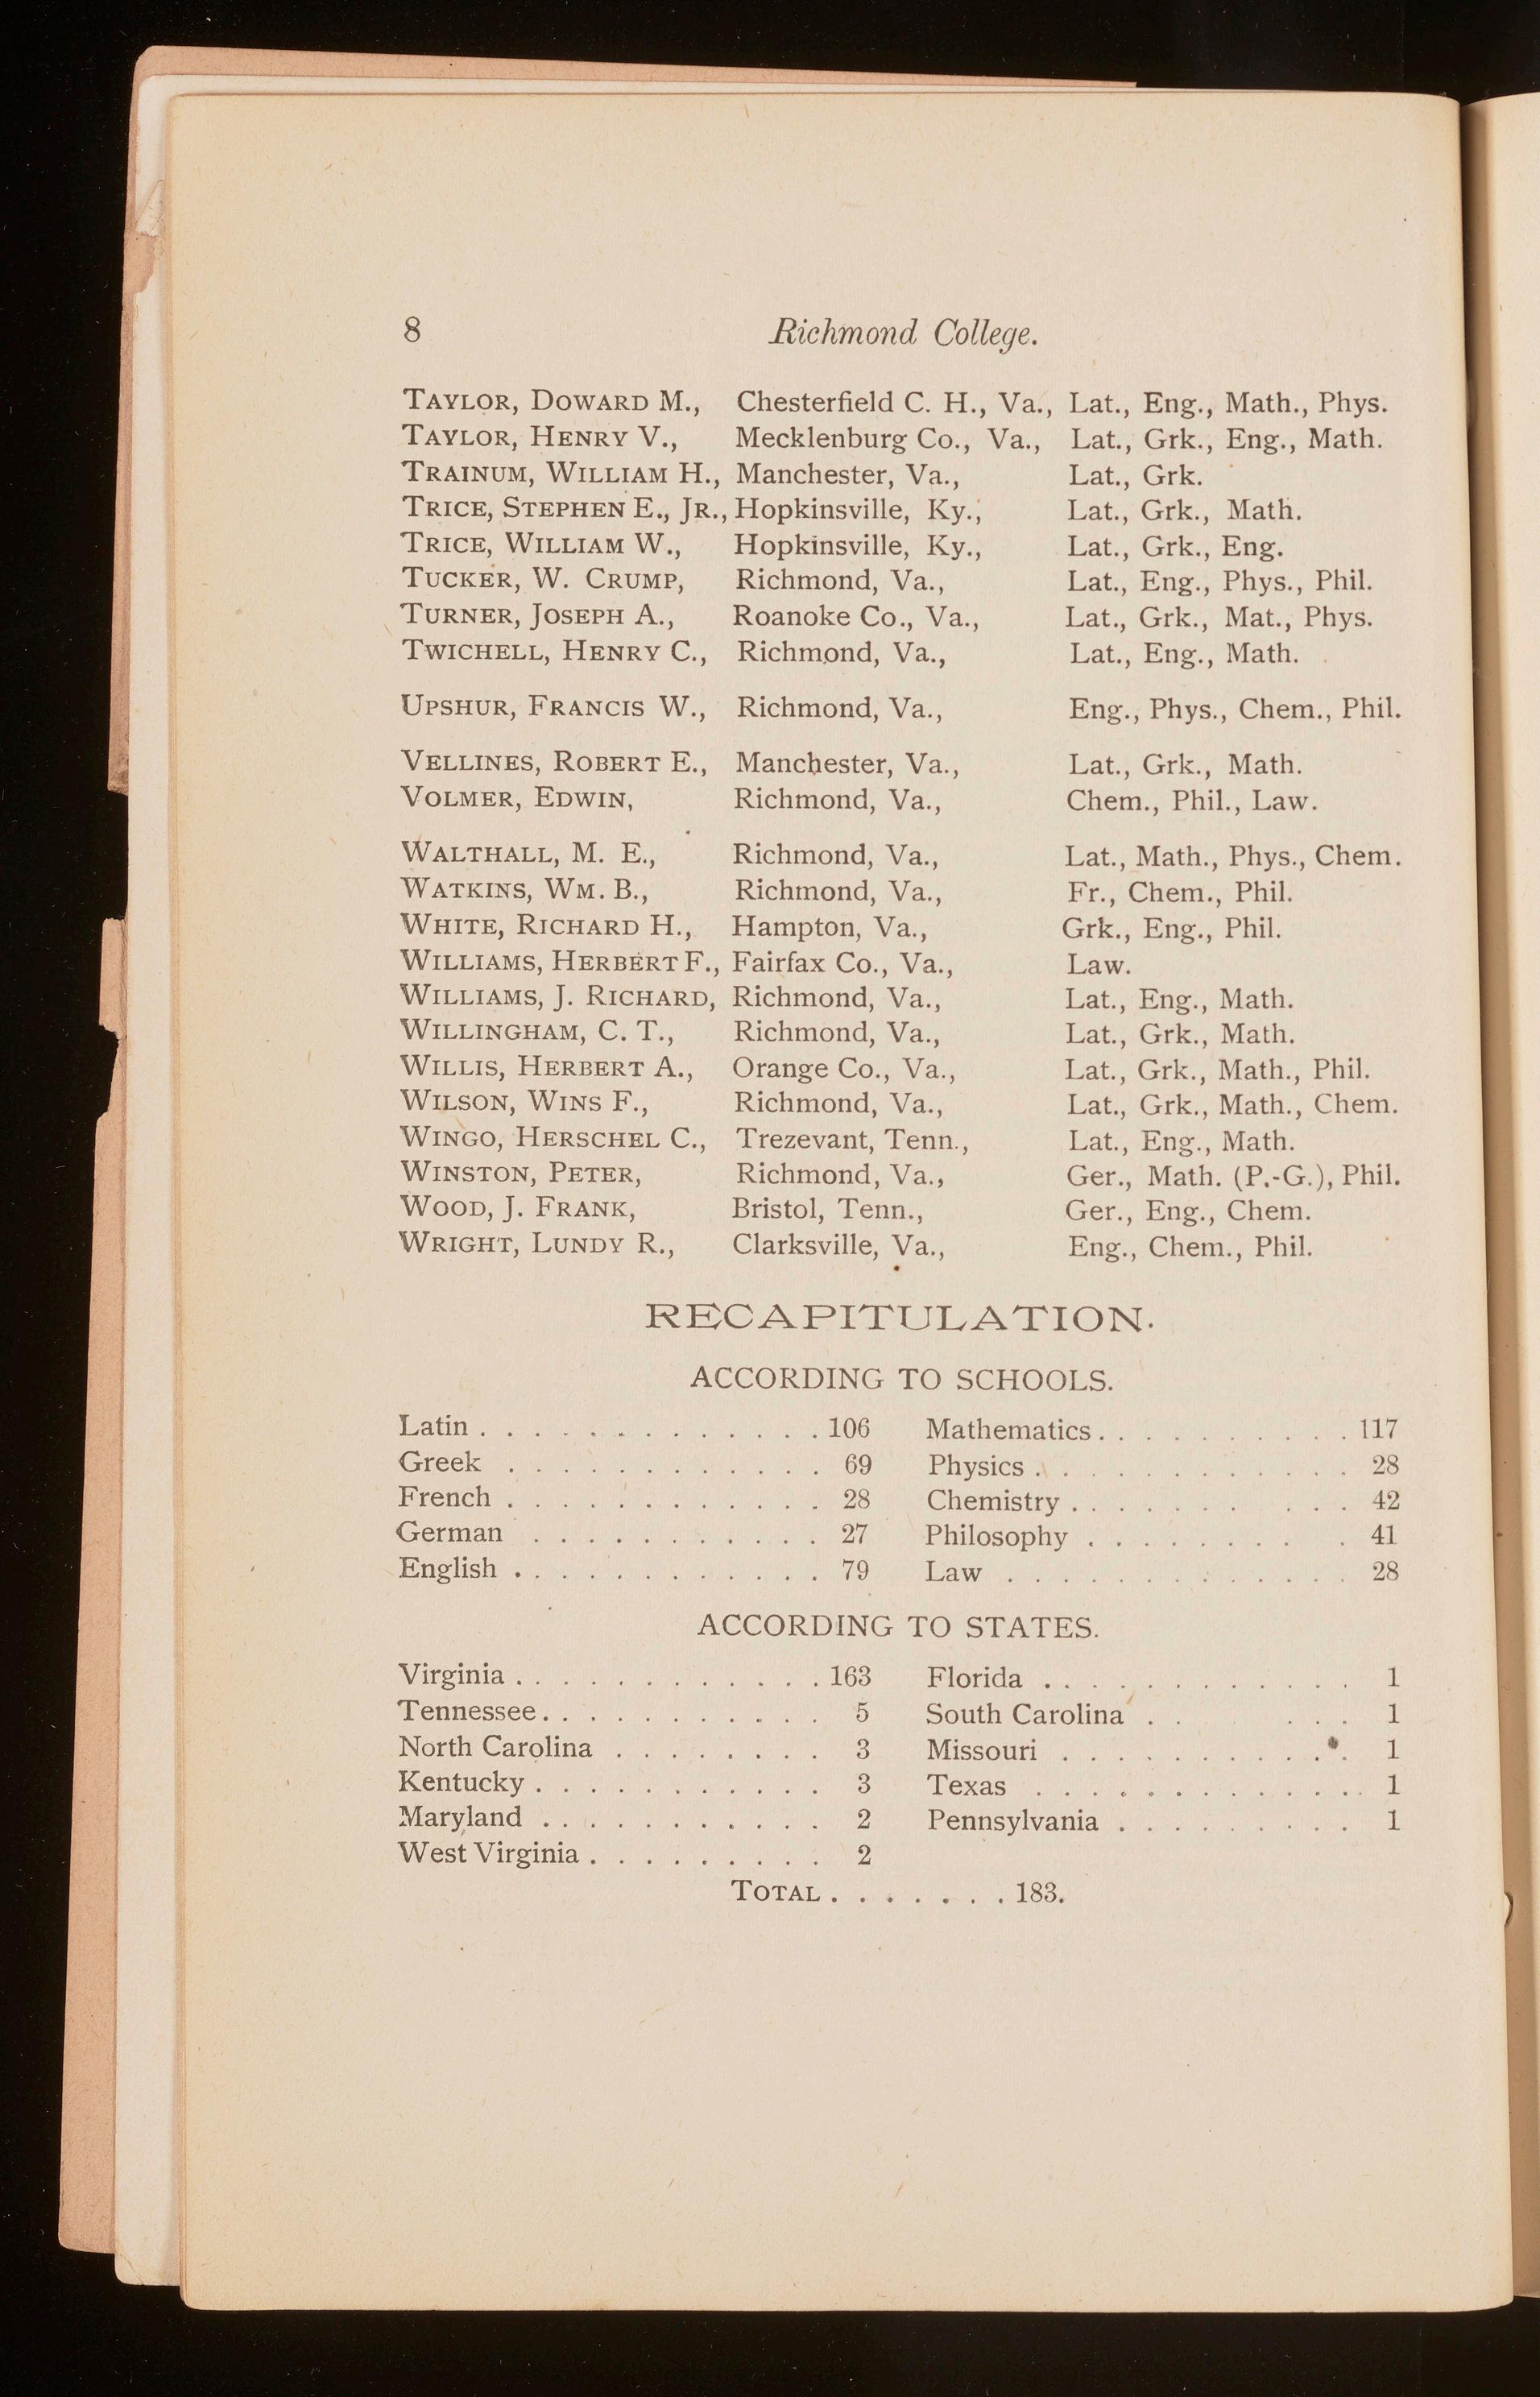 8 Richmond College.
TAYLOR, DOWARD M., Chesterfield C. H., Va., Lat., Eng., Math., Phys.
TAYLOR, HENRY V., Mecklenburg Co., Va., Lat., Grk., Eng., Math.
TRAINUM, WILLIAM H., Manchester, Va., Lat., Grk.
TRICE, STEPHEN E., JR., Hopkinsville, Ky., Lat., Grk., Math.
TRICE, WILLIAM W., Hopkinsville, Ky., Lat., Grk., Eng.
TUCKER, W. CRUMP, Richmond, Va., Lat., Eng., Phys., Phil.
TURNER, JOSEPH A., Roanoke Co., Va., Lat., Grk., Mat., Phys.
TWICHELL, HENRY C., Richmond, Va., Lat., Eng., Math.
UPSHUR, FRANCIS W., Richmond, Va., Eng., Phys., Chem., Phil.
VELLINES, ROBERT E., Manchester, Va., Lat., Grk., Math.
VOLMER, EDWIN, Richmond, Va., Chem., Phil., Law.
WALTHALL, M. E., Richmond, Va., Lat., Math., Phys., Chem.
WATKINS, WM. B., Richmond, Va., Fr., Chem., Phil.
WHITE, RICHARD H., Hampton, Va., Grk., Eng., Phil.
WILLIAMS, HERBERT F., Fairfax Co., Va., Law.
WILLIAMS, J. RICHARD, Richmond, Va., Lat., Eng., Math.
WILLINGHAM, C. T., Richmond, Va., Lat., Grk., Math.
WILLIS, HERBERT A., Orange Co., Va., Lat., Grk., Math., Phil.
WILSON, WINS F., Richmond, Va., Lat., Grk., Math., Chem.
WINGO, HERSCHEL C., Trezevant, Tenn., Lat., Eng., Math.
WINSTON, PETER, Richmond, Va., Ger., Math. (P.-G.), Phil.
WOOD, J. FRANK, Bristol, Tenn., Ger., Eng., Chem.
WRIGHT, LUNDY R., Clarksville, Va., Eng., Chem., Phil.
RECAPITULATION.
ACCORDING TO SCHOOLS.
Latin . . . . . . . . . . . . . 106 Mathematics . . . . . . . . . . 117
Greek . . . . . . . . . . . . 69 Physics . . . . . . . . . . . . 28
French . . . . . . . . . . . . 28 Chemistry . . . . . . . . . 42
German . . . . . . . . . . . 27 Philosophy . . . . . . . . . 41
English . . . . . . . . . . . . 79 Law . . . . . . . . . . . . . 28
ACCORDING TO STATES.
Virginia . . . . . . . . . . . . 163 Florida . . . . . . . . . . . . 1
Tennessee . . . . . . . . . . . 5 South Carolina . . . . . 1
North Carolina . . . . . . . . 3 Missouri . . . . . . . . . . . 1
Kentucky . . . . . . . . . . . 3 Texas . . . . . . . . . . . . 1
Maryland . . . . . . . . . . . 2 Pennsylvania . . . . . . . . . 1
West Virginia . . . . . . . . . 2
TOTAL . . . . . . . 183.